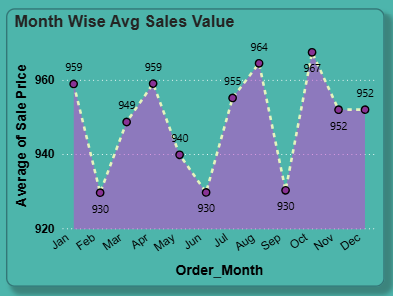 Month Wise Avg Sales Value
Average of Sale Price
960
940
920
959
930
949
959
940
930
955
964
930
967
952
952
Jan
Feb
Mar
Apr
May
Jun
Jul
Aug
Sep
Oct
Nov
Dec
Order_Month